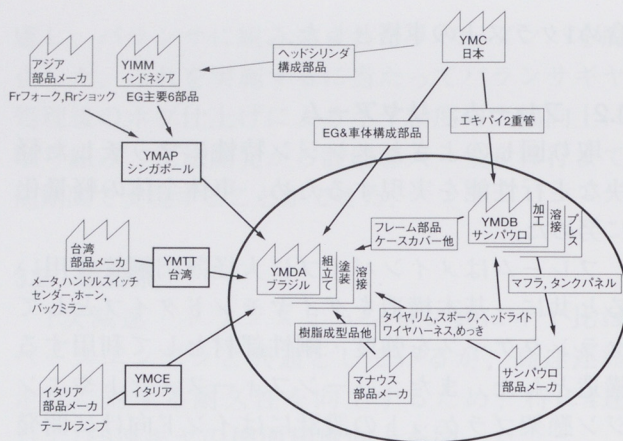 アジア
部品メーカ
Frフォーク,Rrショック
YIMM
インドネシア
EG主要6部品
ヘッドシリンダ
構成部品
YMC
日本
YMAP
シンガポール
EG&車体構成部品
エキパイ2重管
台湾
部品メーカ
メータ,ハンドルスイッチ
センダー,ホーン,
バックミラー
YMTT
台湾
YMDA
ブラジル
組立て
塗装
溶接
フレーム部品
ケースカバー他
YMDB
サンパウロ
加工
溶接
プレス
マフラ,タンクパネル
タイヤ,リム,スポーク,ヘッドライト
ワイヤハーネス,めっき
樹脂成型品他
マナウス
部品メーカ
サンパウロ
部品メーカ
イタリア
部品メーカ
テールランプ
YMCE
イタリア